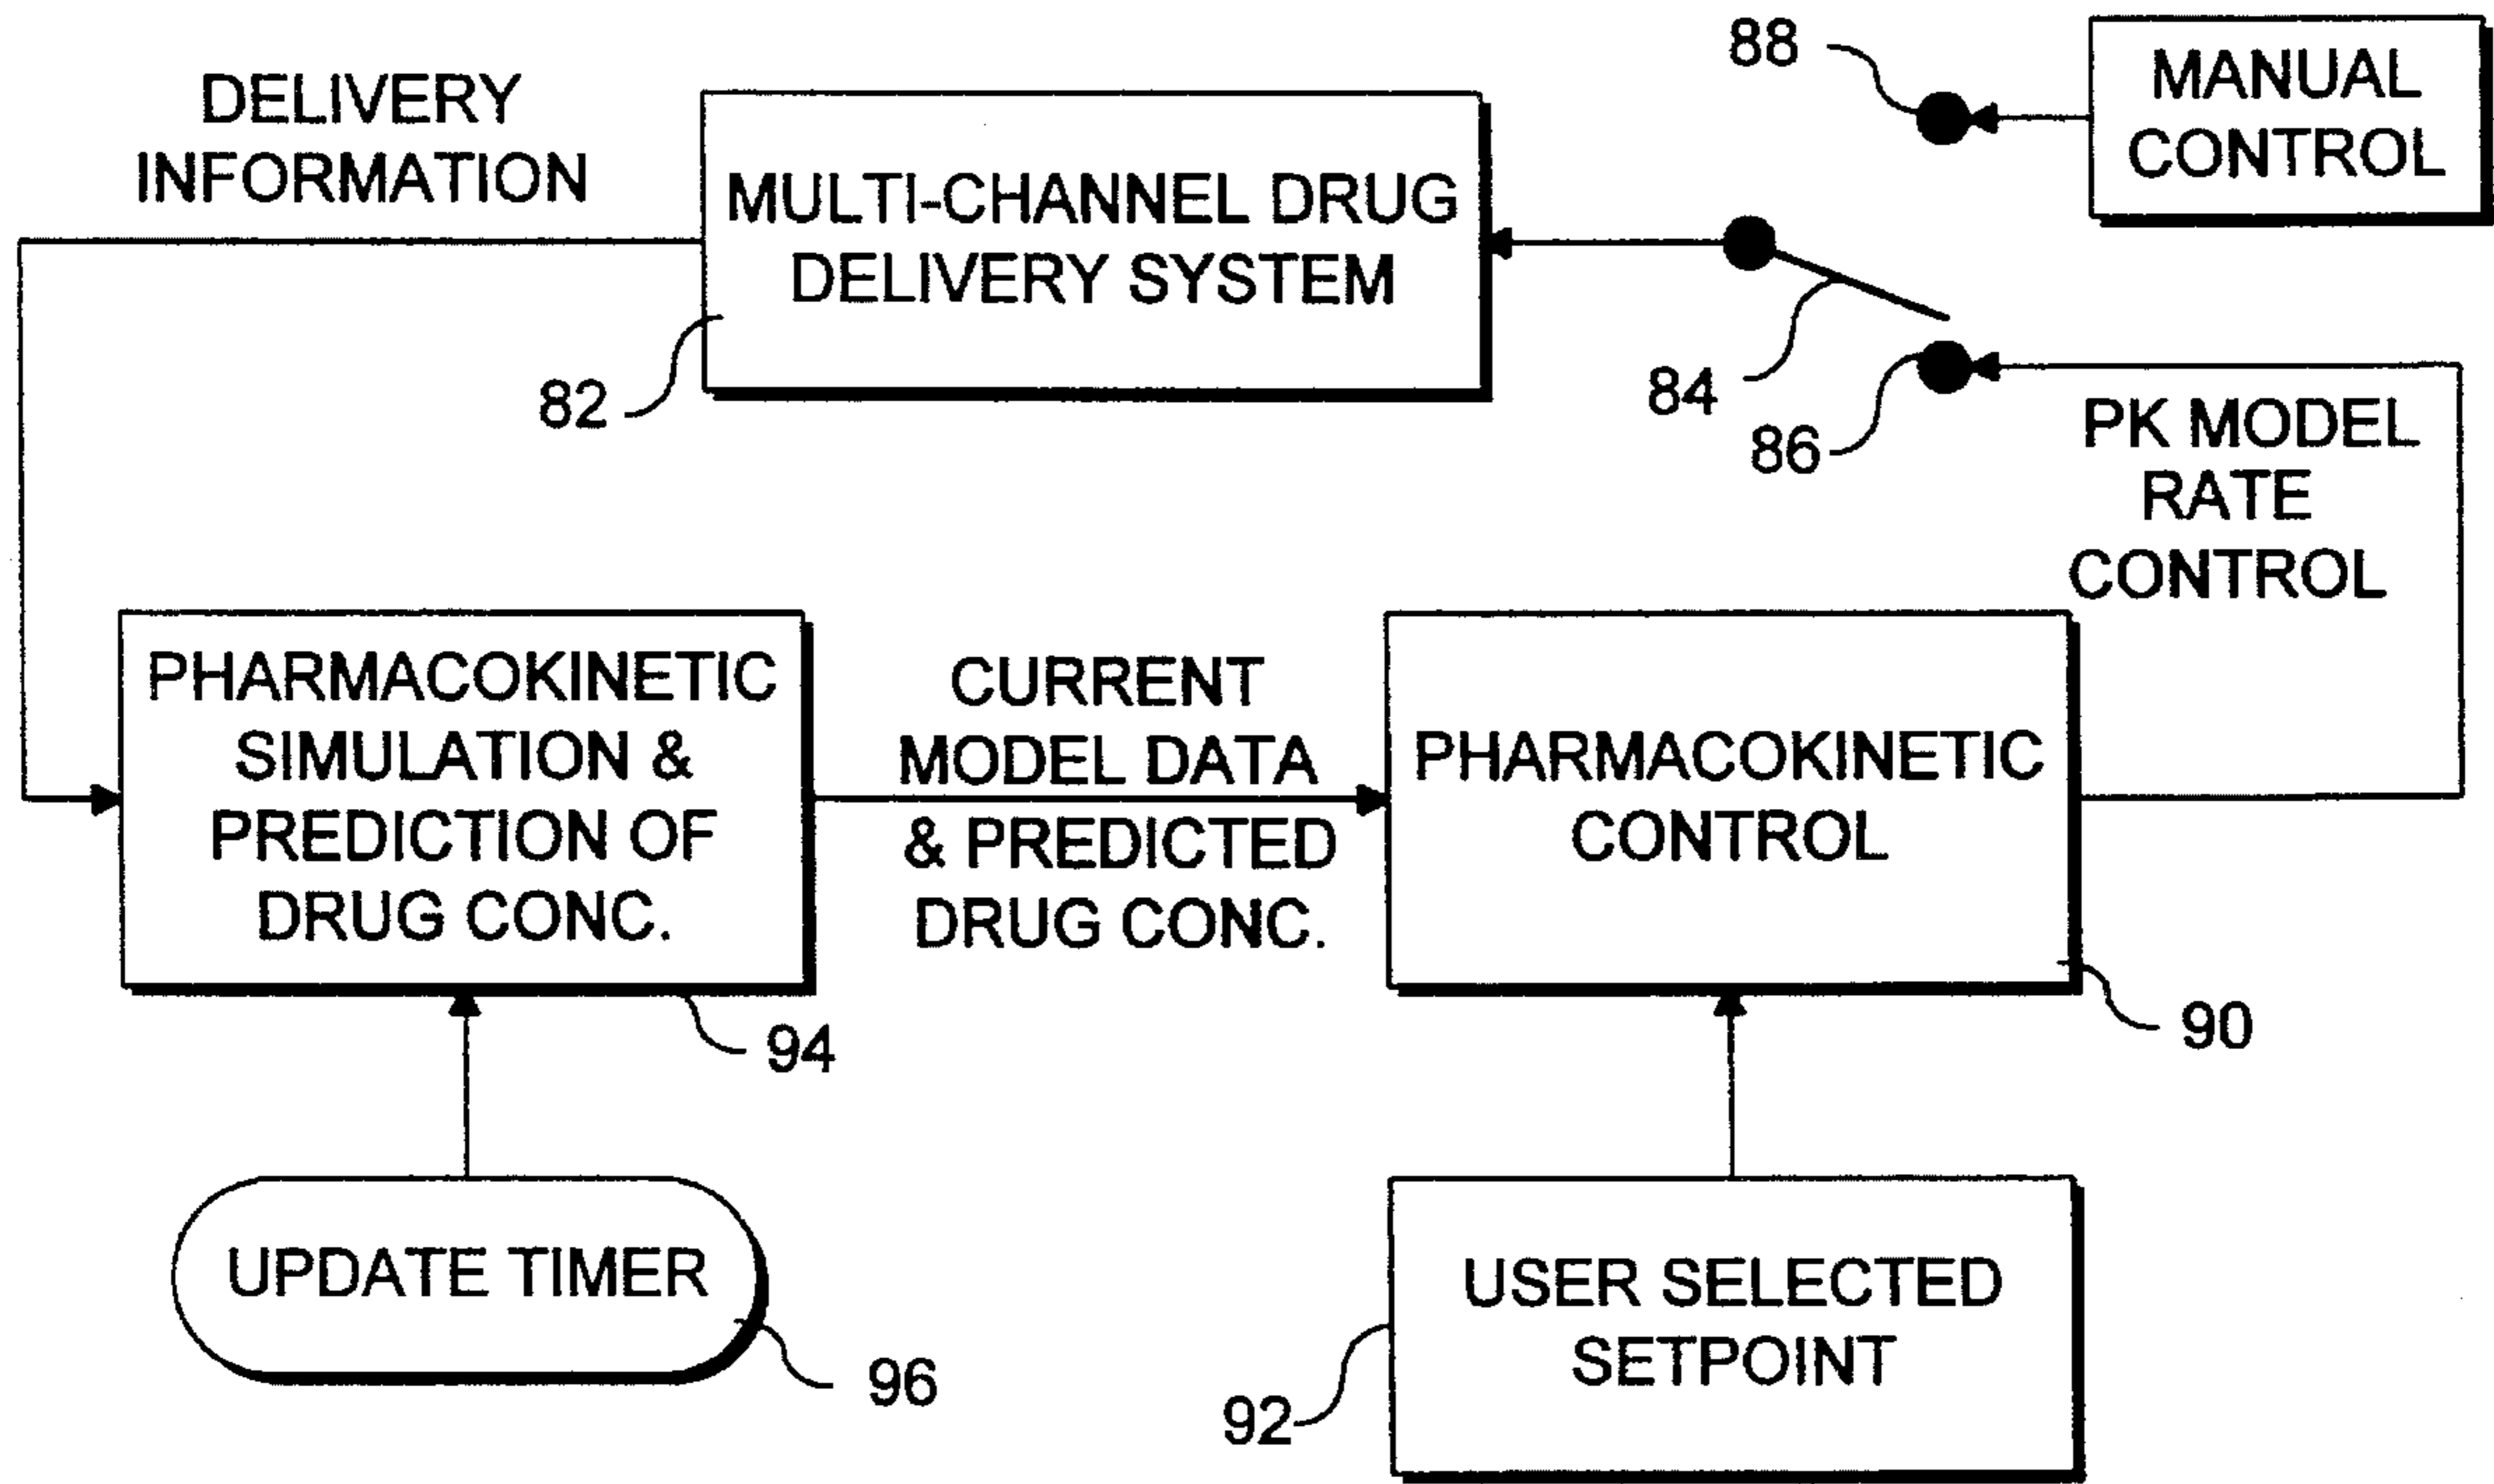 88
MANUAL
CONTROL
DELIVERY
INFORMATION
MULTI-CHANNEL DRUG
DELIVERY SYSTEM
82
84
86
PK MODEL
RATE
CONTROL
PHARMACOKINETIC
SIMULATION &
PREDICTION OF
DRUG CONC.
94
CURRENT
MODEL DATA
& PREDICTED
DRUG CONC.
PHARMACOKINETIC
CONTROL
90
UPDATE TIMER
96
USER SELECTED
SETPOINT
92